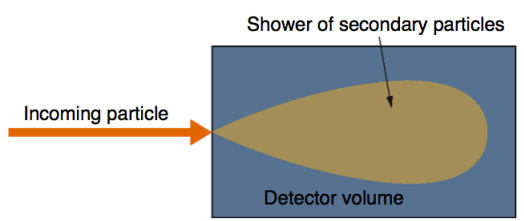 Shower of secondary particles
Incoming particle
Detector volume